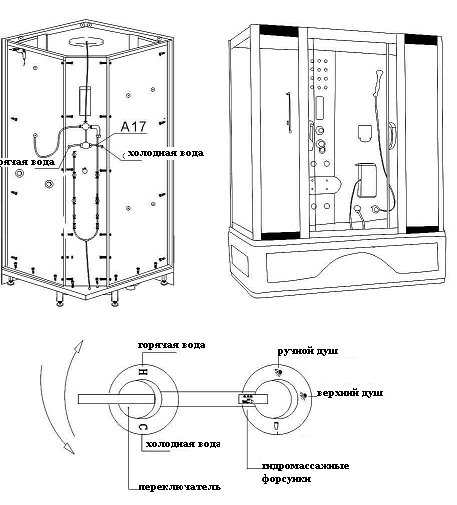 A17
холодная вода
рячая вода
горячая вода
ручной душ
H
верхний душ
C
холодная вода
гидромассажные
форсунки
переключатель